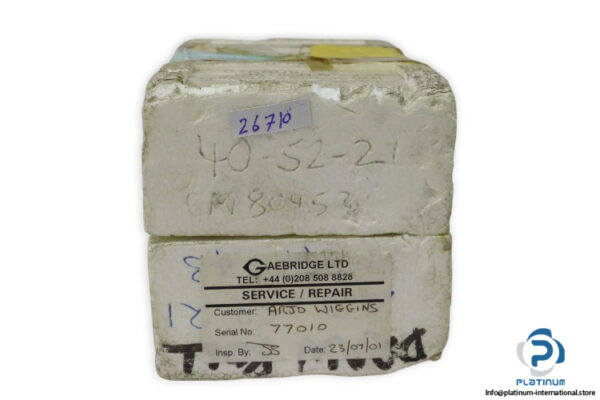 26710
40-52-21
CM80453
GAEBRIDGE LTD
TEL: +44 (0)208 508 8828
SERVICE / REPAIR
Customer: ARJO WIGGINS
Serial No: 77010
Insp. By: Date: 23/07/01
PLATINUM
Info@platinum-international.store